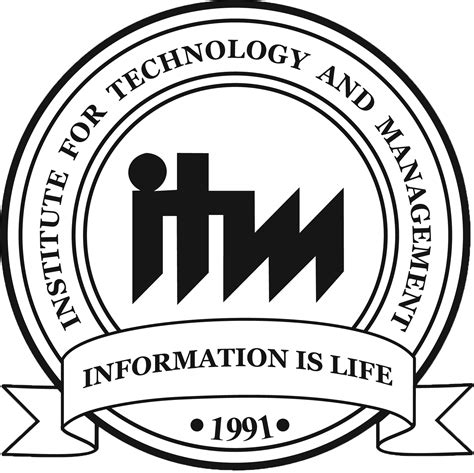 INSTITUTE FOR TECHNOLOGY AND MANAGEMENT
itm
INFORMATION IS LIFE
•1991•